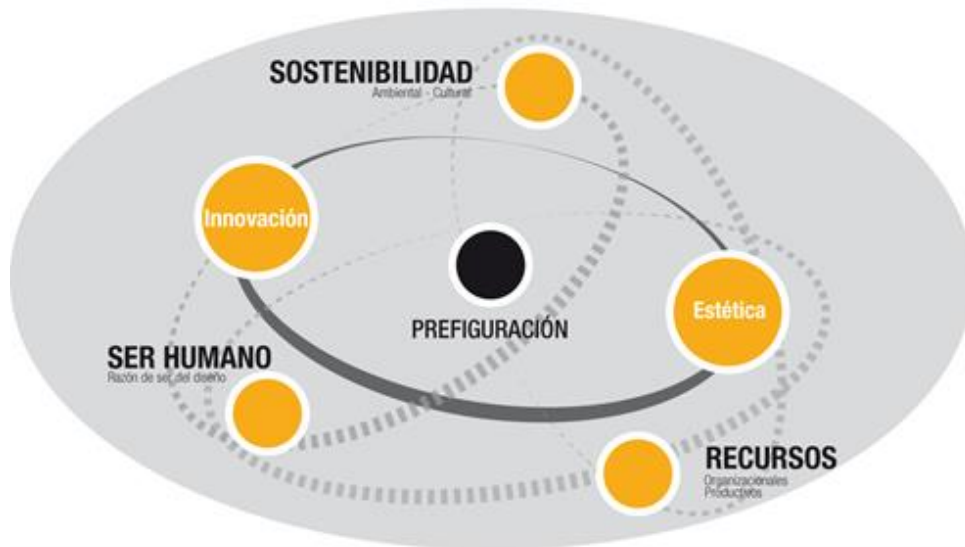 SOSTENIBILIDAD
Ambiental - Cultural
Innovación
PREFIGURACIÓN
Estética
SER HUMANO
Razón de ser del diseño
RECURSOS
Organizacionales
Productivos